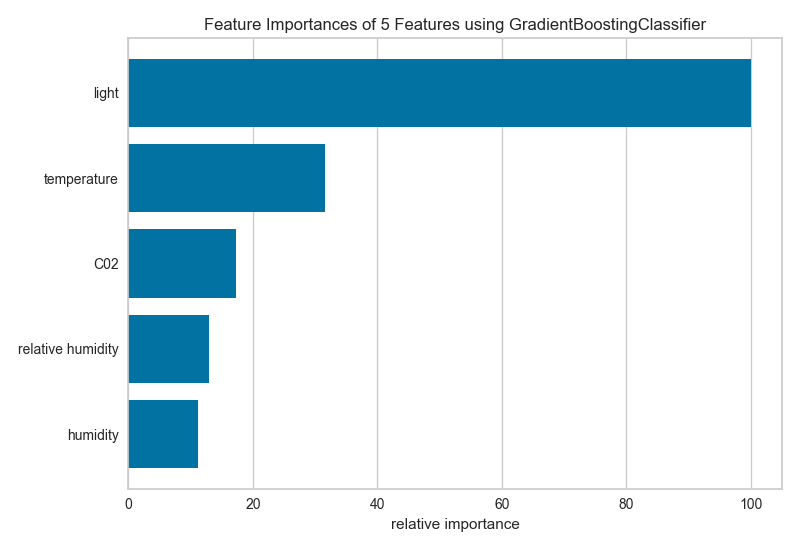 Feature Importances of 5 Features using GradientBoostingClassifier
light
temperature
C02
relative humidity
humidity
0 20 40 60 80 100
relative importance